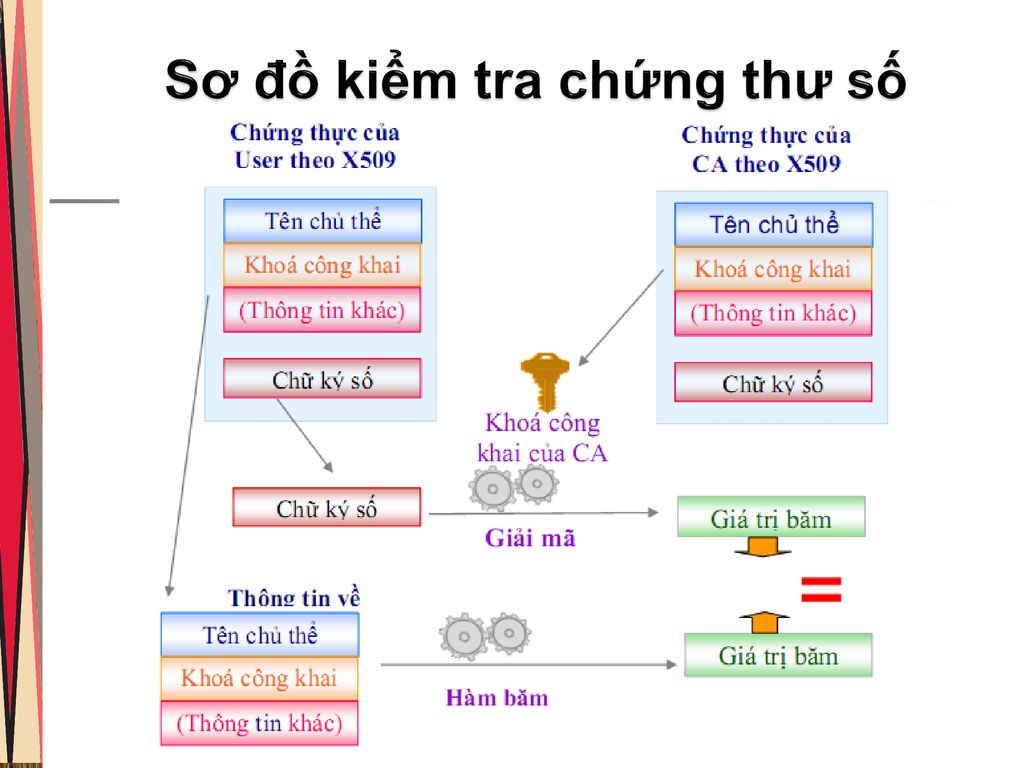 Sơ đồ kiểm tra chứng thư số
Chứng thực của
User theo X509
Tên chủ thể
Khoá công khai
(Thông tin khác)
Chữ ký số
Chứng thực của
CA theo X509
Tên chủ thể
Khoá công khai
(Thông tin khác)
Chữ ký số
Khoá công
khai của CA
Chữ ký số
Giải mã
Giá trị băm
=
Thông tin về
Tên chủ thể
Khoá công khai
(Thông tin khác)
Hàm băm
Giá trị băm